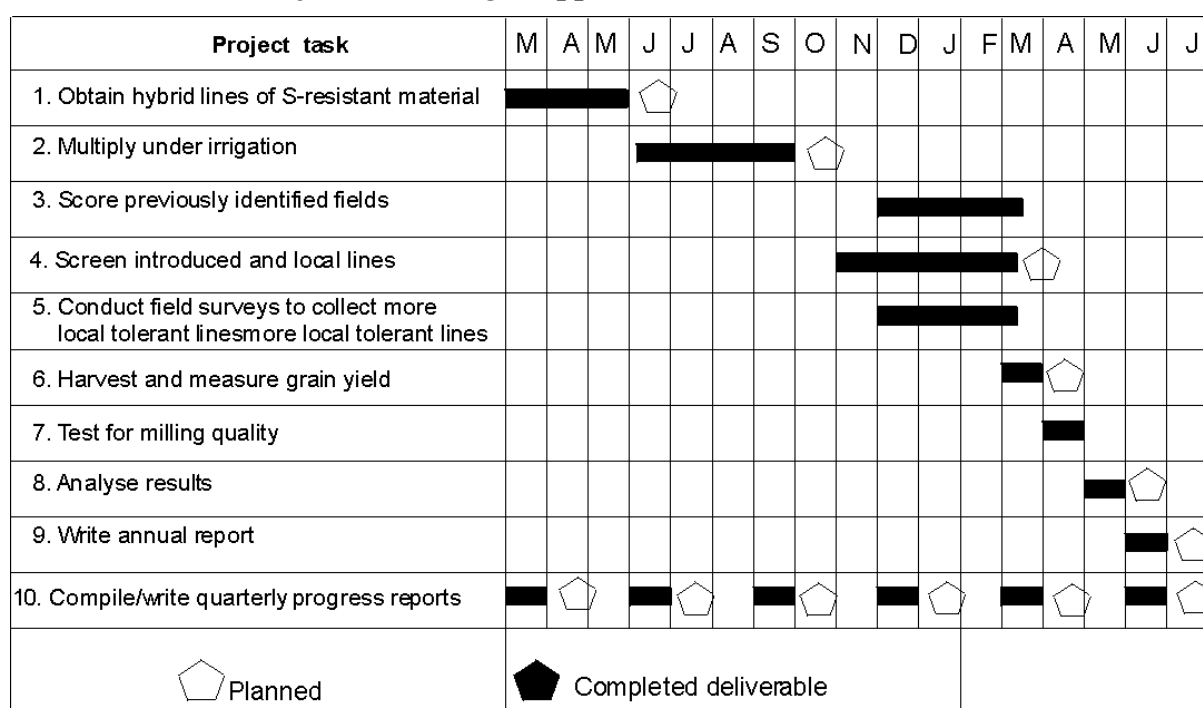 Project task M A M J J A S O N D J F M A M J J
1. Obtain hybrid lines of S-resistant material
2. Multiply under irrigation
3. Score previously identified fields
4. Screen introduced and local lines
5. Conduct field surveys to collect more
local tolerant linesmore local tolerant lines
6. Harvest and measure grain yield
7. Test for milling quality
8. Analyse results
9. Write annual report
10. Compile/write quarterly progress reports
Planned Completed deliverable